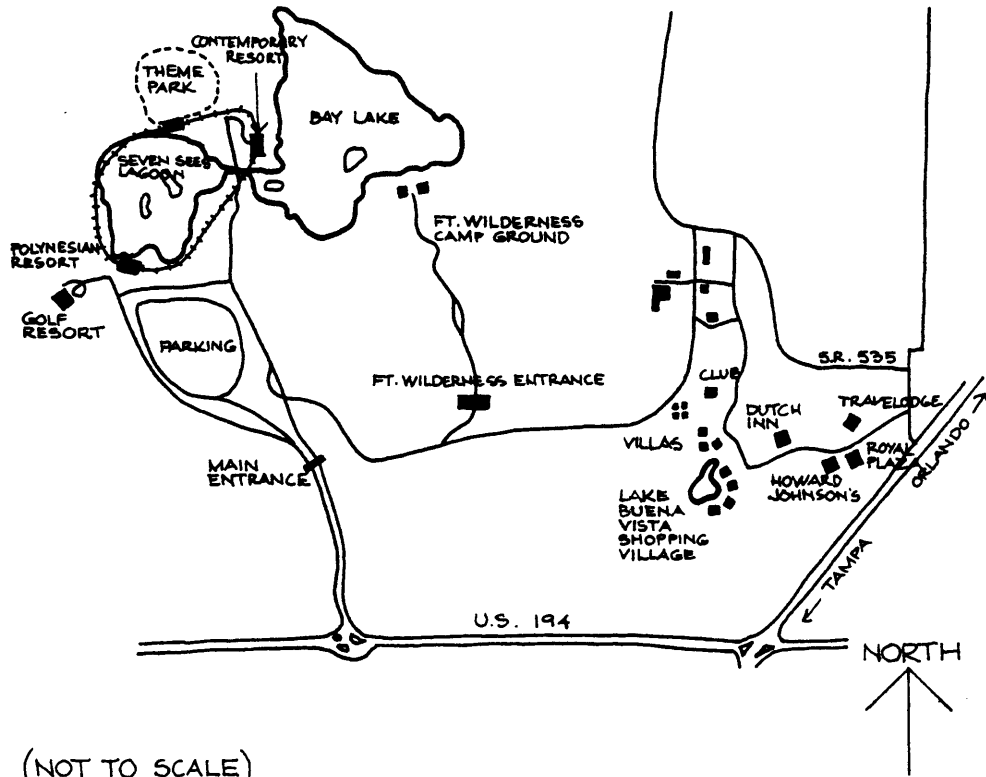 CONTEMPORARY
RESORT
THEME
PARK
BAY LAKE
SEVEN SEES
LAGOON
FT. WILDERNESS
CAMP GROUND
POLYNESIAN
RESORT
GOLF
RESORT
PARKING
S.R. 535
CLUB
FT. WILDERNESS ENTRANCE
DUTCH
INN
TRAVELODGE
VILLAS
ROYAL
PLAZA
ORLANDO
MAIN
ENTRANCE
HOWARD
JOHNSON'S
LAKE
BUENA
VISTA
SHOPPING
VILLAGE
TAMPA
U.S. 194
NORTH
(NOT TO SCALE)